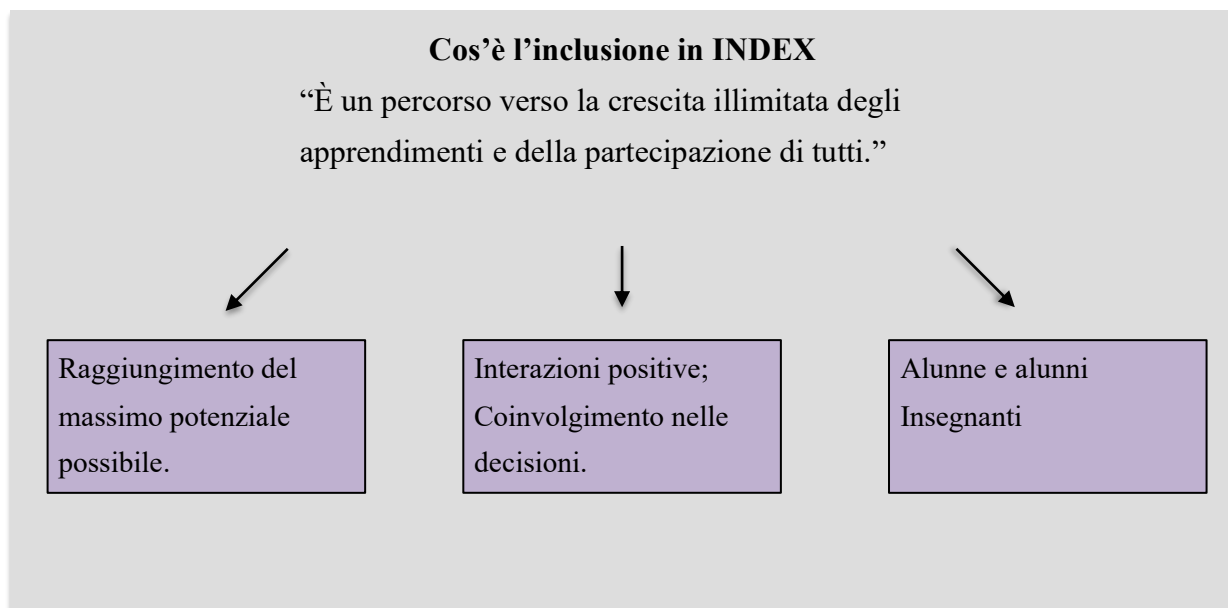 Cos’è l’inclusione in INDEX
“È un percorso verso la crescita illimitata degli
apprendimenti e della partecipazione di tutti.”
Raggiungimento del
massimo potenziale
possibile.
Interazioni positive;
Coinvolgimento nelle
decisioni.
Alunne e alunni
Insegnanti